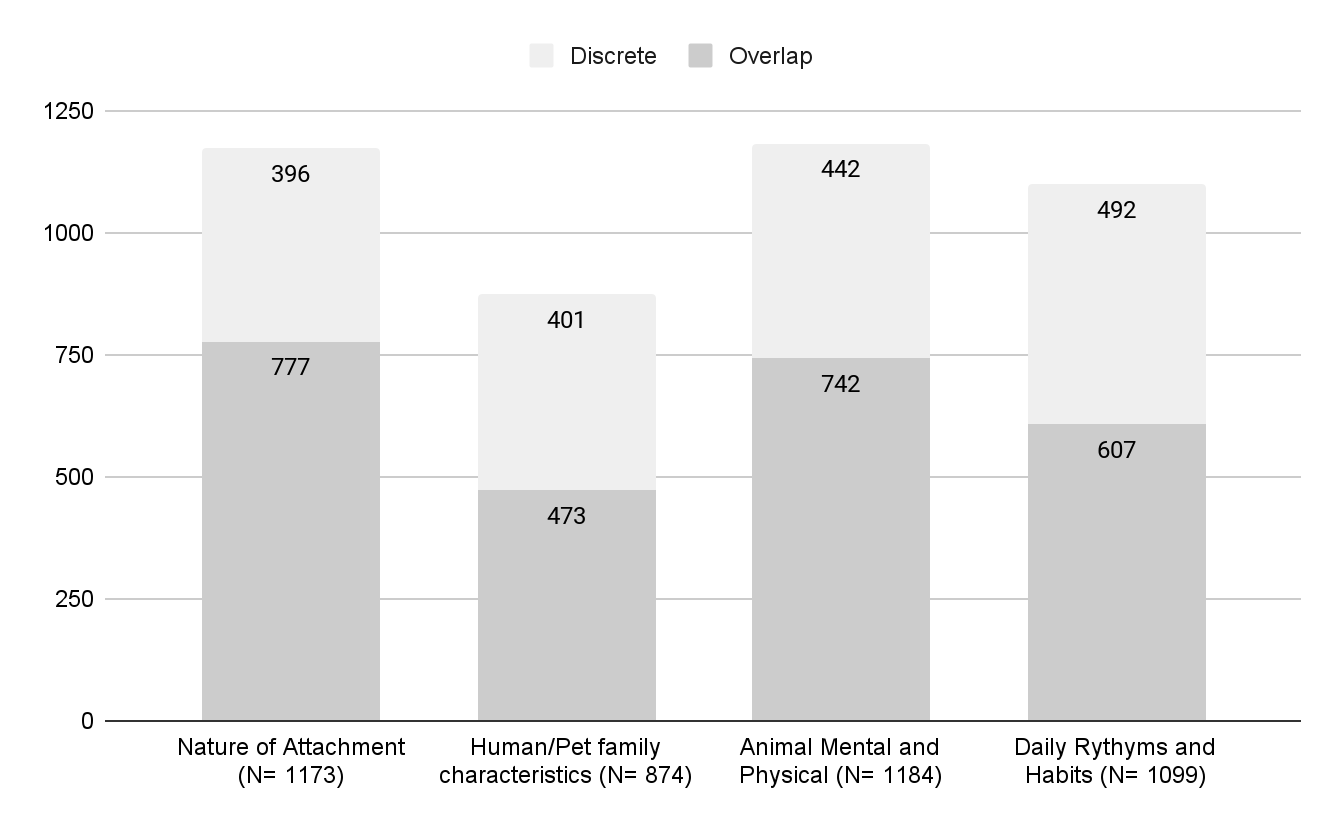 Discrete Overlap
1250
1000
750
500
250
0
396
777
401
473
442
742
492
607
Nature of Attachment
(N= 1173)
Human/Pet family
characteristics (N= 874)
Animal Mental and
Physical (N= 1184)
Daily Rythyms and
Habits (N= 1099)